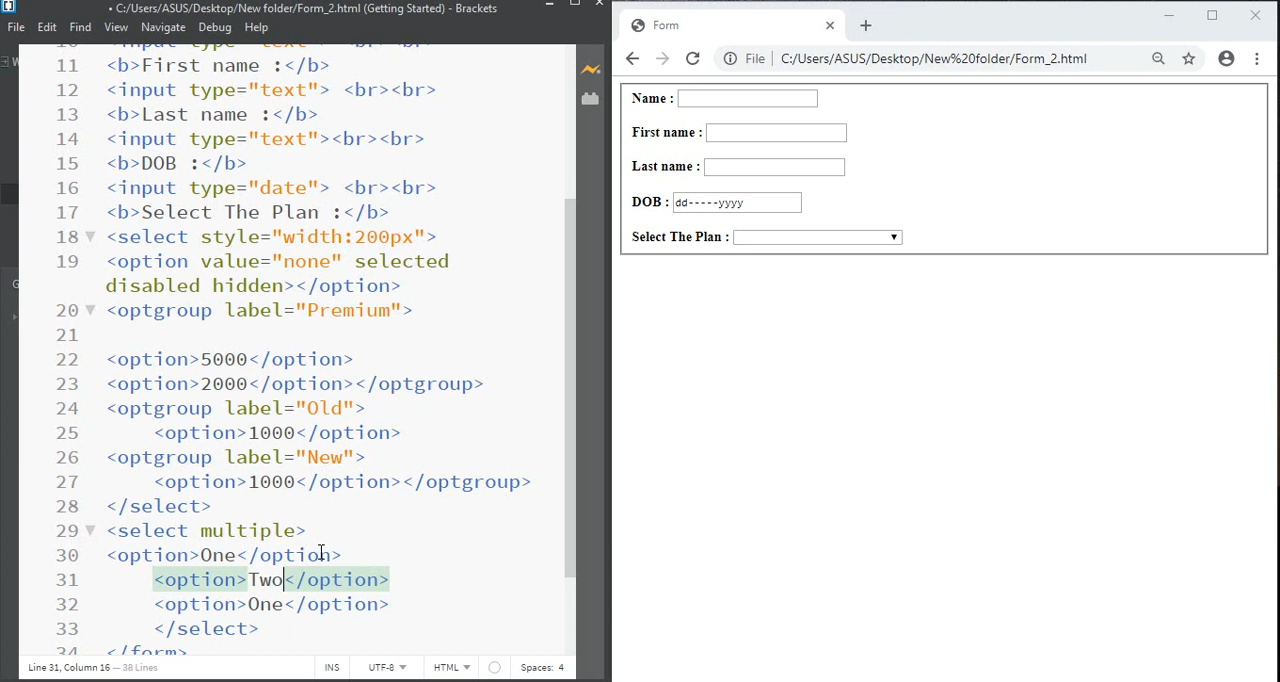 • C:/Users/ASUS/Desktop/New folder/Form_2.html (Getting Started) - Brackets
File Edit Find View Navigate Debug Help
11 <b>First name :</b>
12 <input type="text"> <br><br>
13 <b>Last name :</b>
14 <input type="text"><br><br>
15 <b>DOB :</b>
16 <input type="date"> <br><br>
17 <b>Select The Plan :</b>
18 <select style="width:200px">
19 <option value="none" selected
disabled hidden></option>
20 <optgroup label="Premium">
21
22 <option>5000</option>
23 <option>2000</option></optgroup>
24 <optgroup label="Old">
25 <option>1000</option>
26 <optgroup label="New">
27 <option>1000</option></optgroup>
28 </select>
29 <select multiple>
30 <option>One</option>
31 <option>Two</option>
32 <option>One</option>
33 </select>
34 </form>
Line 31, Column 16 — 38 Lines
INS UTF-8 HTML Spaces: 4
Form
File C:/Users/ASUS/Desktop/New%20folder/Form_2.html
Name :
First name :
Last name :
DOB : dd-----yyyy
Select The Plan :